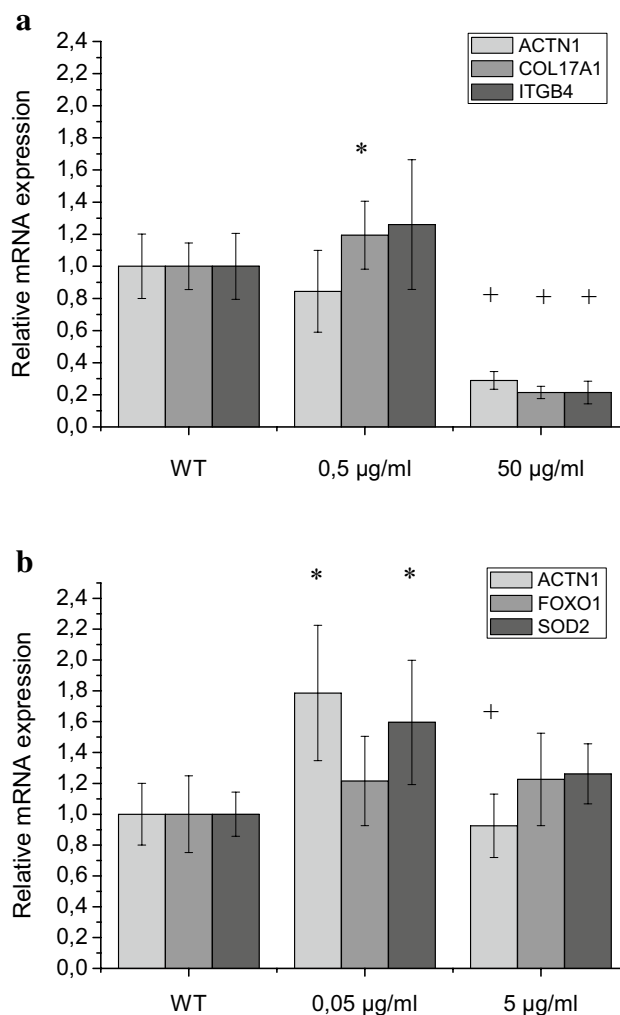 a
2,4
2,2
2,0
1,8
1,6
1,4
1,2
1,0
0,8
0,6
0,4
0,2
0,0
Relative mRNA expression
ACTN1
COL17A1
ITGB4
*
+ + +
WT 0,5 µg/ml 50 µg/ml
b
2,4
2,2
2,0
1,8
1,6
1,4
1,2
1,0
0,8
0,6
0,4
0,2
0,0
Relative mRNA expression
ACTN1
FOXO1
SOD2
* *
+
WT 0,05 µg/ml 5 µg/ml